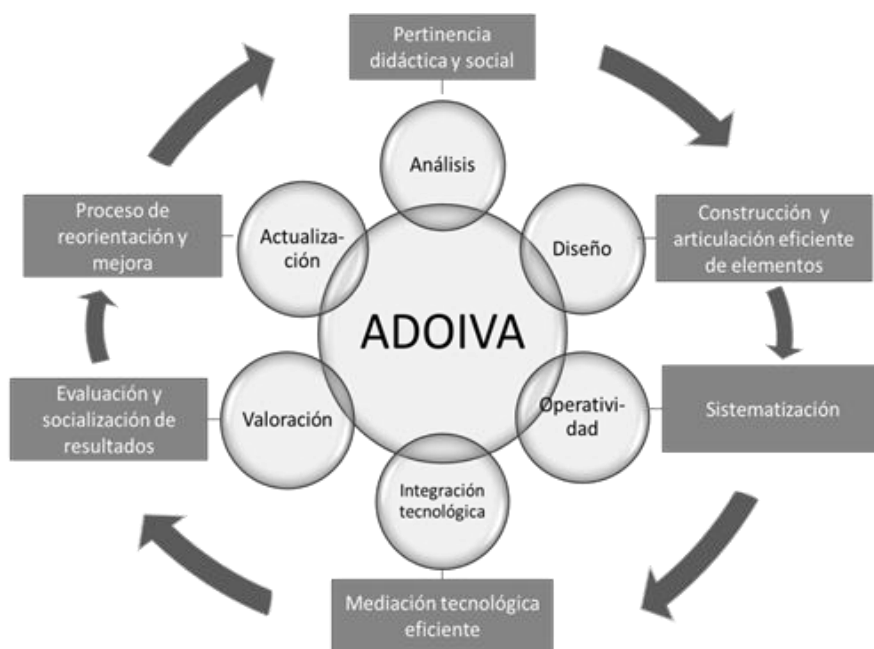 Pertinencia
didáctica y social
Análisis
Proceso de
reorientación y
mejora
Actualiza-
ción
Diseño
Construcción y
articulación eficiente
de elementos
ADOIVA
Evaluación y
socialización de
resultados
Valoración
Operativi-
dad
Sistematización
Integración
tecnológica
Mediación tecnológica
eficiente